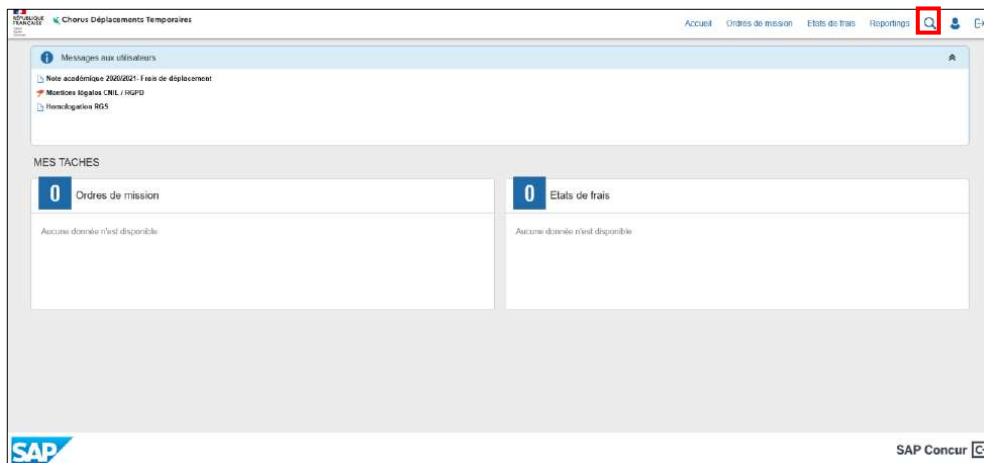 RÉPUBLIQUE
FRANÇAISE
Chorus Déplacements Temporaires
Accueil Ordres de mission Etats de frais Reportings
Messages aux utilisateurs
Note académique 2020/2021- Frais de déplacement
Mentions légales CNIL / RGPD
Homologation RGS
MES TACHES
0 Ordres de mission
Aucune donnée n'est disponible
0 Etats de frais
Aucune donnée n'est disponible
SAP
SAP Concur